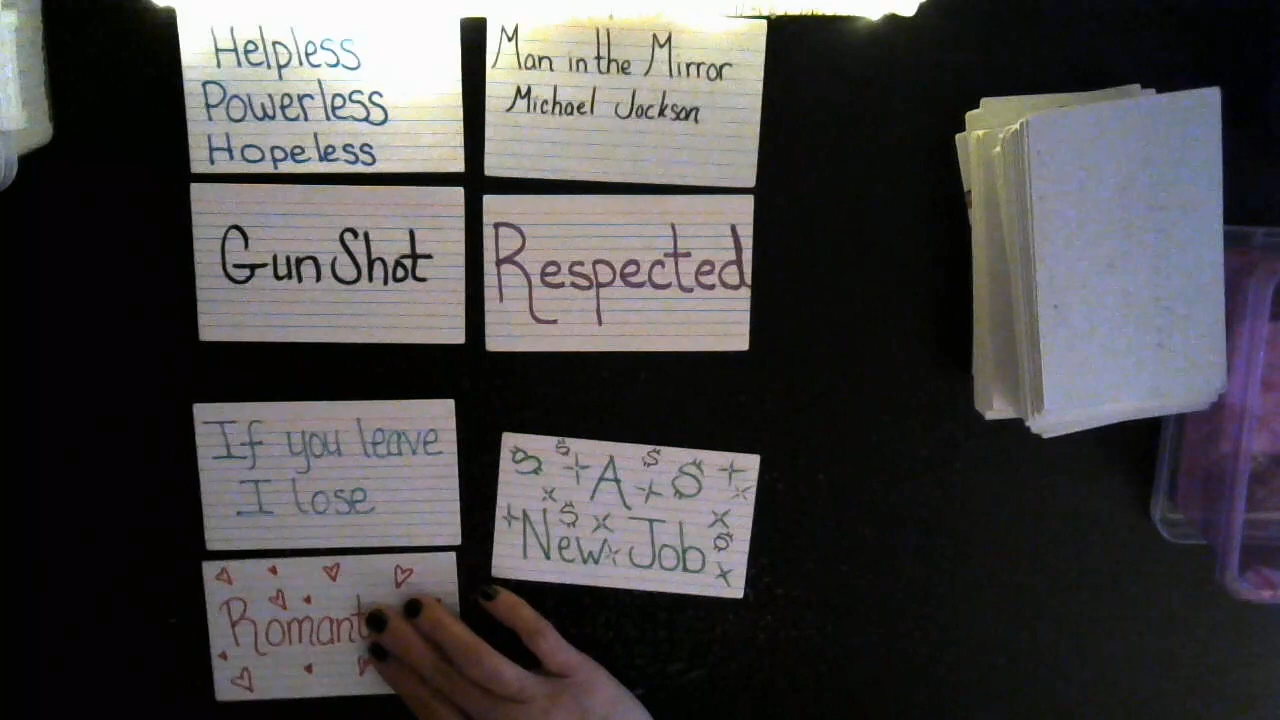 Helpless
Powerless
Hopeless
Man in the Mirror
Michael Jackson
Gun Shot
Respected
If you leave
I lose
A
New Job